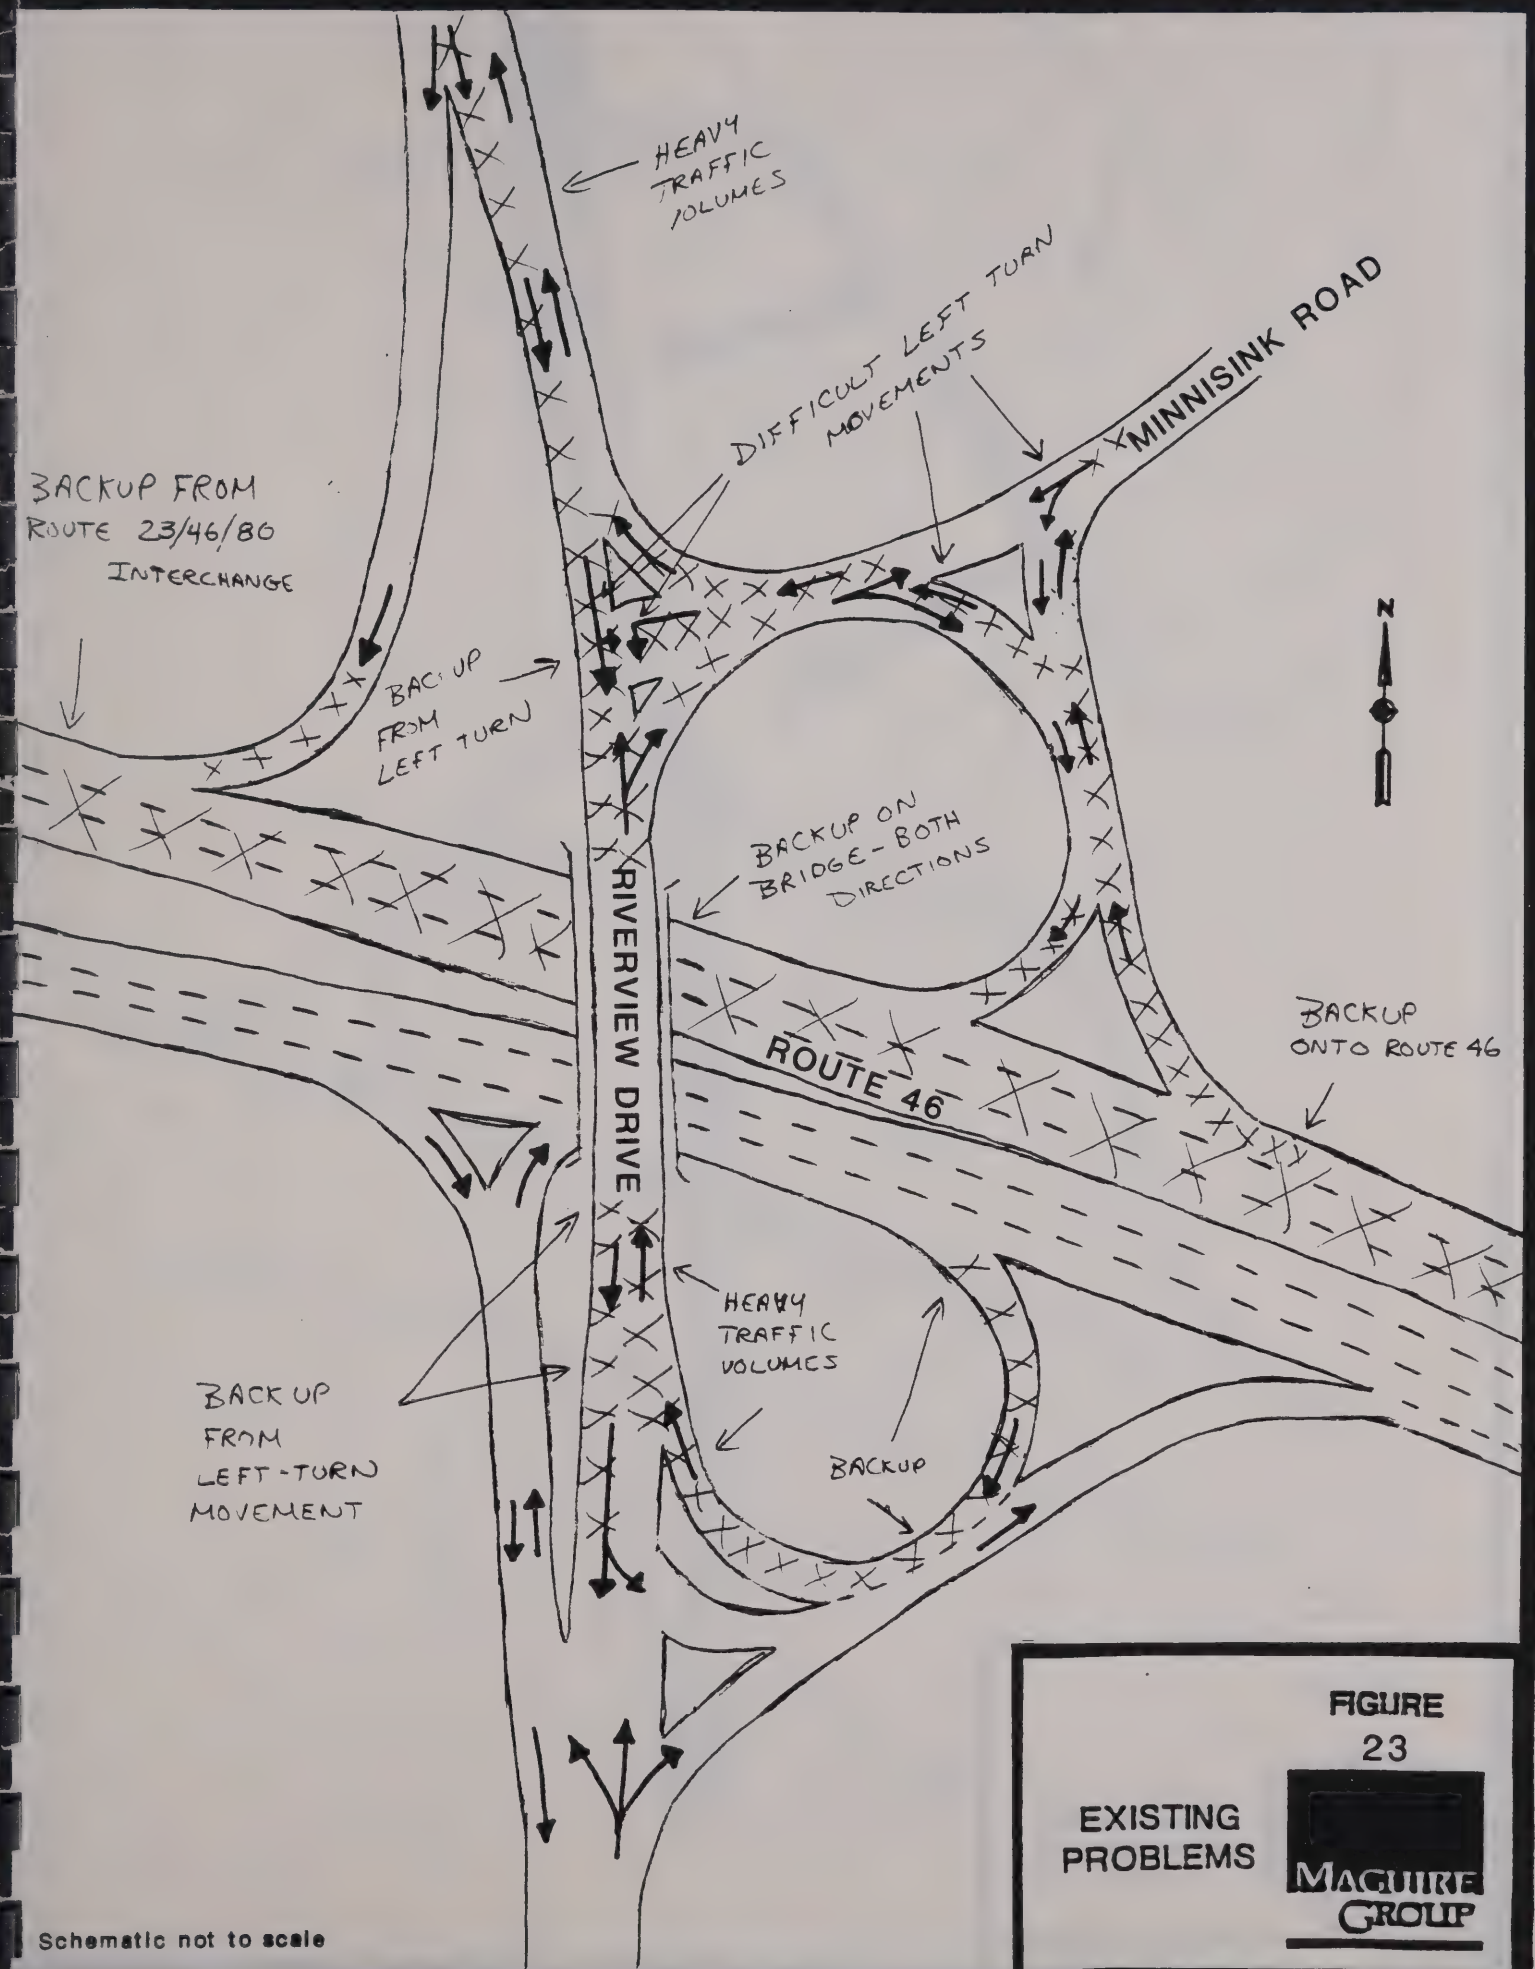 HEAVY
TRAFFIC
VOLUMES
DIFFICULT LEFT TURN
MOVEMENTS
MINNISINK ROAD
BACKUP FROM
ROUTE 23/46/80
INTERCHANGE
N
BACKUP
FROM
LEFT TURN
BACKUP ON
BRIDGE - BOTH
DIRECTIONS
RIVERVIEW DRIVE
ROUTE 46
BACKUP
ONTO ROUTE 46
HEAVY
TRAFFIC
VOLUMES
BACK UP
FROM
LEFT-TURN
MOVEMENT
BACKUP
FIGURE
23
EXISTING
PROBLEMS
MAGUIRE
GROUP
Schematic not to scale